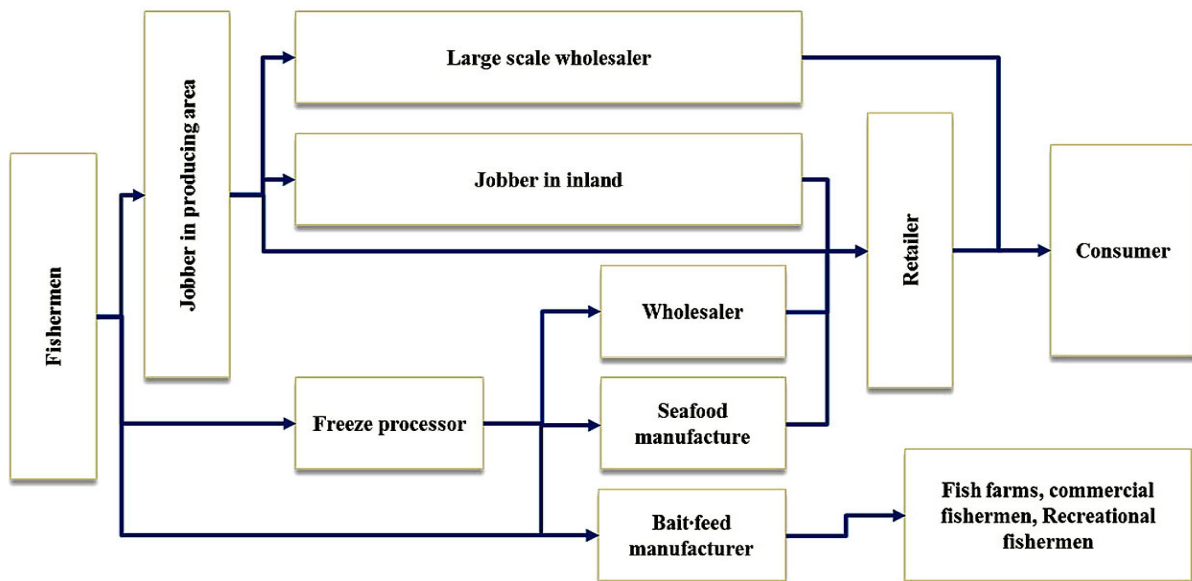 Fishermen
Jobber in producing area
Large scale wholesaler
Jobber in inland
Wholesaler
Freeze processor
Seafood
manufacture
Bait·feed
manufacturer
Retailer
Consumer
Fish farms, commercial
fishermen, Recreational
fishermen